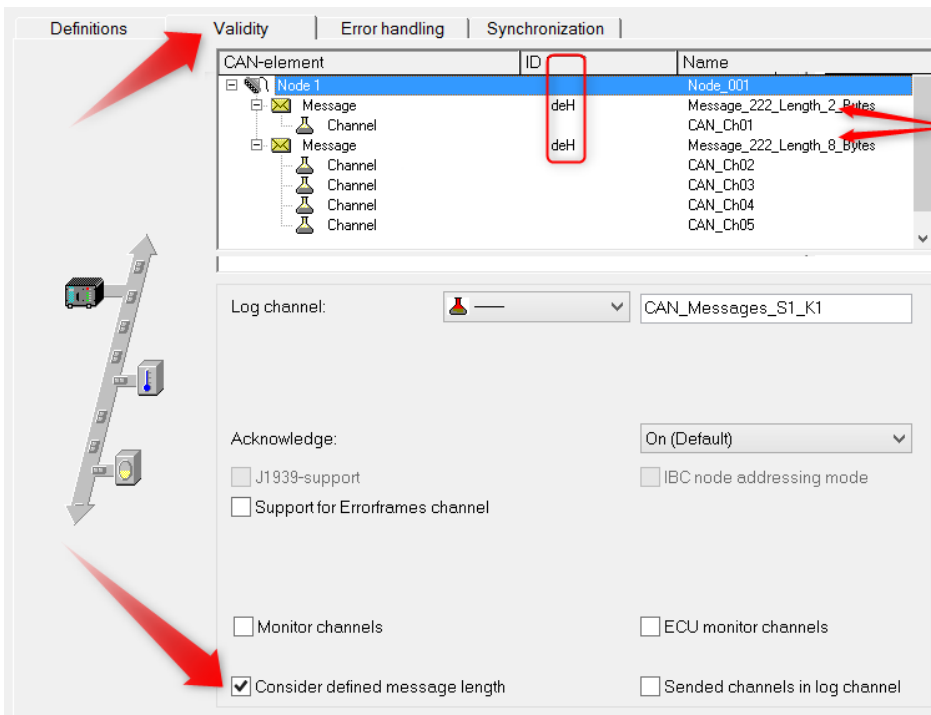 Definitions Validity Error handling Synchronization
CAN-element ID Name
Node 1 Node_001
Message deH Message_222_Length_2_Bytes
Channel CAN_Ch01
Message deH Message_222_Length_8_Bytes
Channel CAN_Ch02
Channel CAN_Ch03
Channel CAN_Ch04
Channel CAN_Ch05
Log channel: CAN_Messages_S1_K1
Acknowledge: On (Default)
J1939-support IBC node addressing mode
Support for Errorframes channel
Monitor channels ECU monitor channels
Consider defined message length Sended channels in log channel